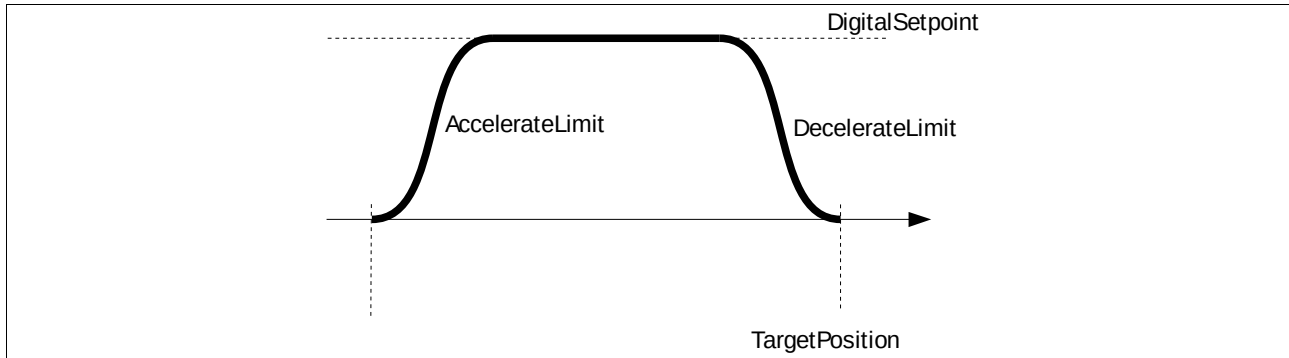 DigitalSetpoint
AccelerateLimit
DecelerateLimit
TargetPosition